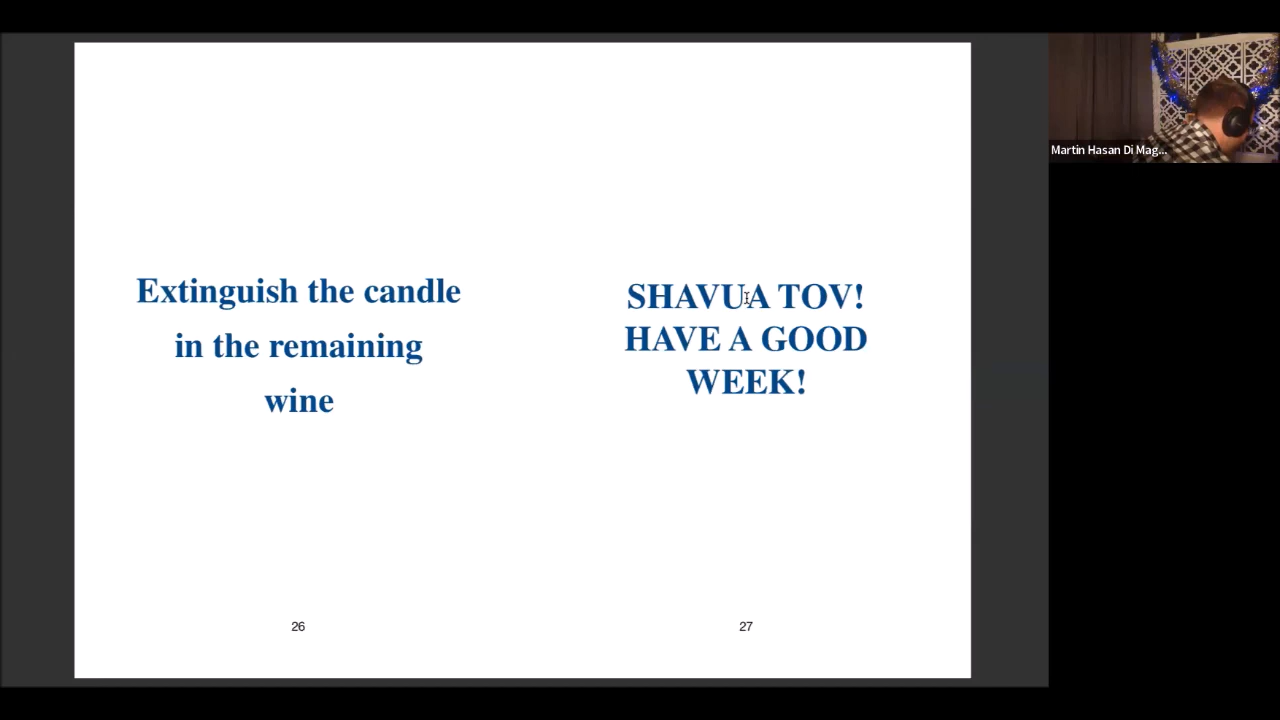 Extinguish the candle
in the remaining
wine
26
SHAVUA TOV!
HAVE A GOOD
WEEK!
27
Martin Hasan Di Mag...